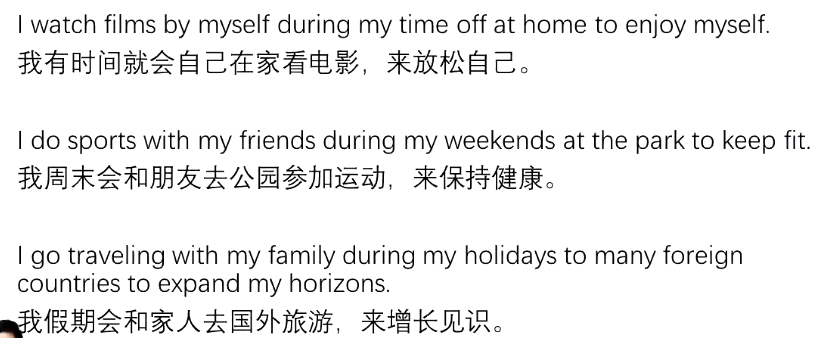 I watch films by myself during my time off at home to enjoy myself.
我有时间就会自己在家看电影，来放松自己。
I do sports with my friends during my weekends at the park to keep fit.
我周末会和朋友去公园参加运动，来保持健康。
I go traveling with my family during my holidays to many foreign
countries to expand my horizons.
我假期会和家人去国外旅游，来增长见识。